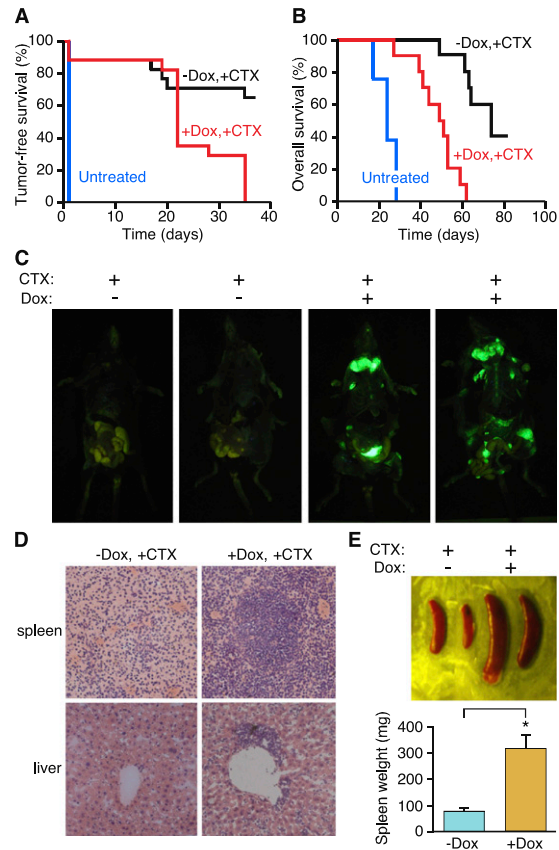 A
Tumor-free survival (%)
100
80
60
40
20
0
0 20 40
10 30
-Dox,+CTX
+Dox,+CTX
Untreated
Time (days)
B
Overall survival (%)
100
80
60
40
20
0
0 20 40 60 80 100
-Dox,+CTX
+Dox,+CTX
Untreated
Time (days)
C
CTX: + + + +
Dox: - - + +
D
-Dox, +CTX +Dox, +CTX
spleen
liver
E
CTX: + +
Dox: - +
Spleen weight (mg)
400
300
200
100
0
*
-Dox +Dox